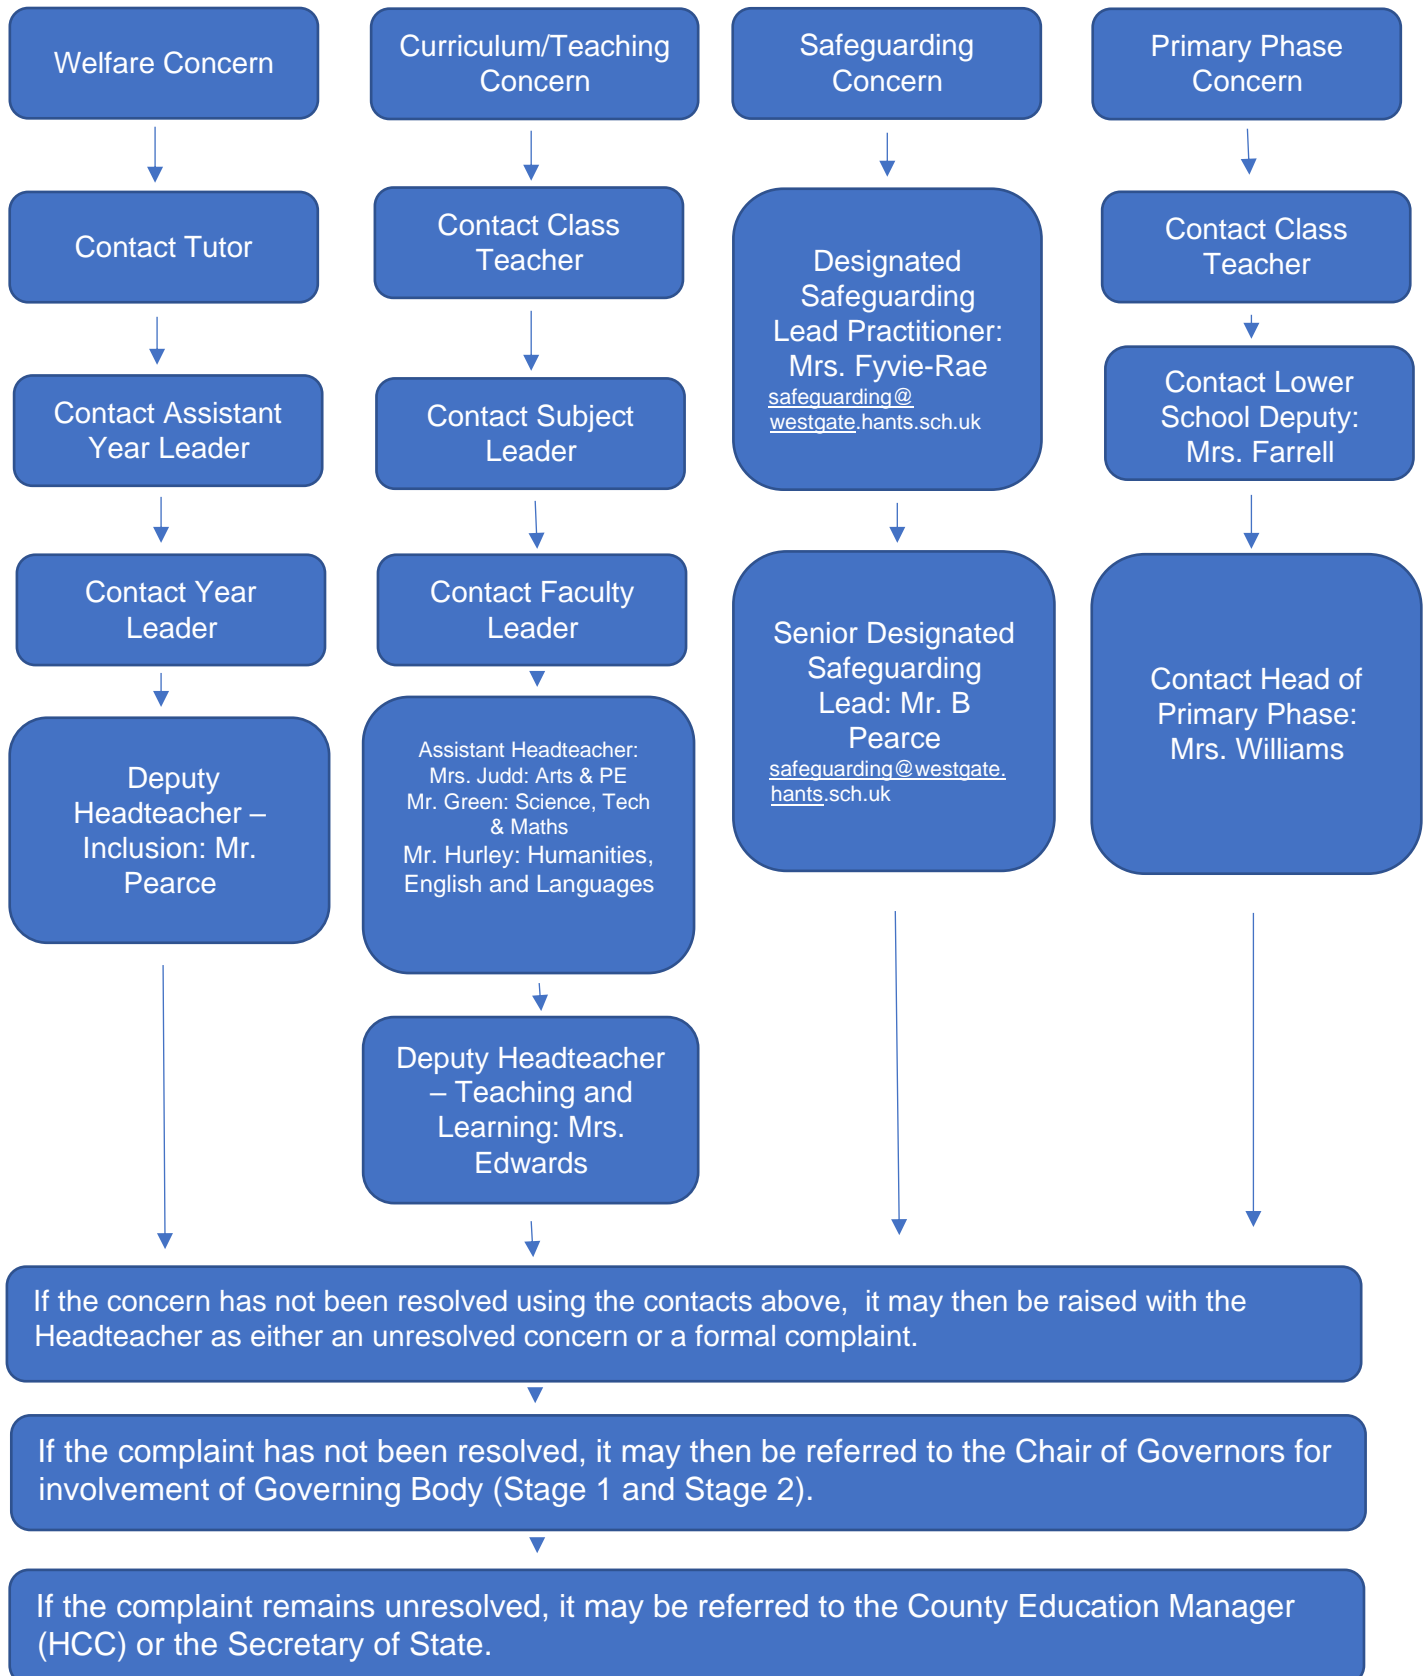 Welfare Concern
Contact Tutor
Contact Assistant
Year Leader
Contact Year
Leader
Deputy
Headteacher –
Inclusion: Mr.
Pearce
Curriculum/Teaching
Concern
Contact Class
Teacher
Contact Subject
Leader
Contact Faculty
Leader
Assistant Headteacher:
Mrs. Judd: Arts & PE
Mr. Green: Science, Tech
& Maths
Mr. Hurley: Humanities,
English and Languages
Deputy Headteacher
– Teaching and
Learning: Mrs.
Edwards
Safeguarding
Concern
Designated
Safeguarding
Lead Practitioner:
Mrs. Fyvie-Rae
safeguarding@
westgate.hants.sch.uk
Senior Designated
Safeguarding
Lead: Mr. B
Pearce
safeguarding@westgate.
hants.sch.uk
Primary Phase
Concern
Contact Class
Teacher
Contact Lower
School Deputy:
Mrs. Farrell
Contact Head of
Primary Phase:
Mrs. Williams
If the concern has not been resolved using the contacts above,  it may then be raised with the
Headteacher as either an unresolved concern or a formal complaint.
If the complaint has not been resolved, it may then be referred to the Chair of Governors for
involvement of Governing Body (Stage 1 and Stage 2).
If the complaint remains unresolved, it may be referred to the County Education Manager
(HCC) or the Secretary of State.